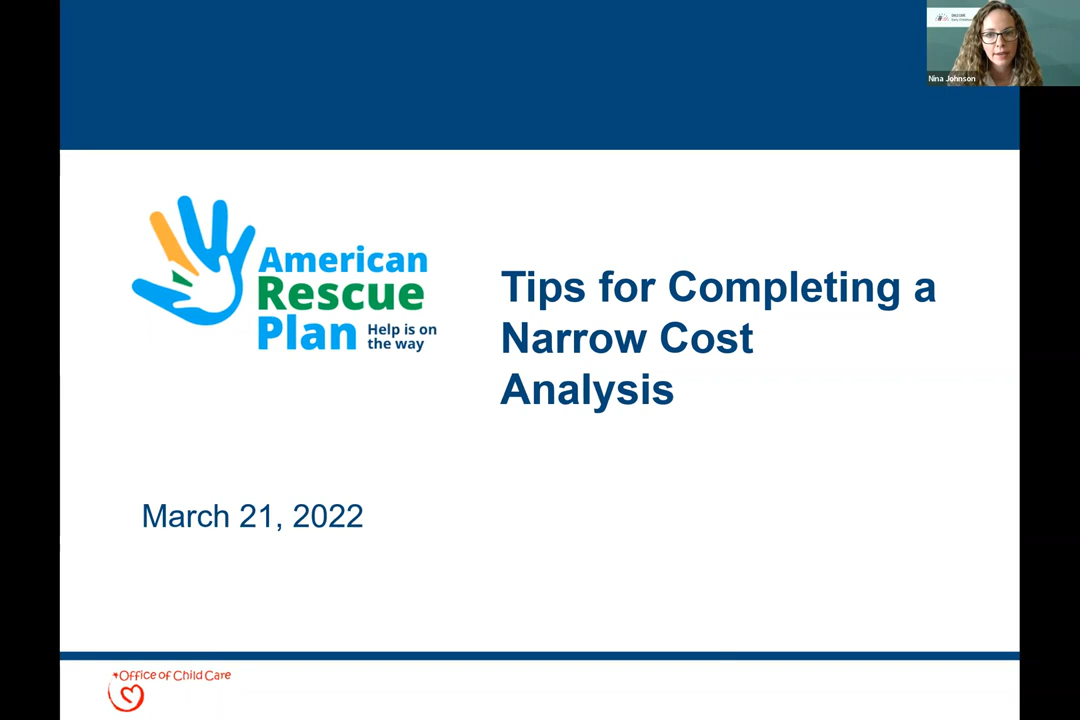 Nina Johnson
American
Rescue
Plan
Help is on
the way
Tips for Completing a
Narrow Cost
Analysis
March 21, 2022
Office of Child Care